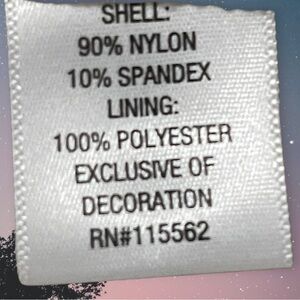 SHELL:
90% NYLON
10% SPANDEX
LINING:
100% POLYESTER
EXCLUSIVE OF
DECORATION
RN#115562